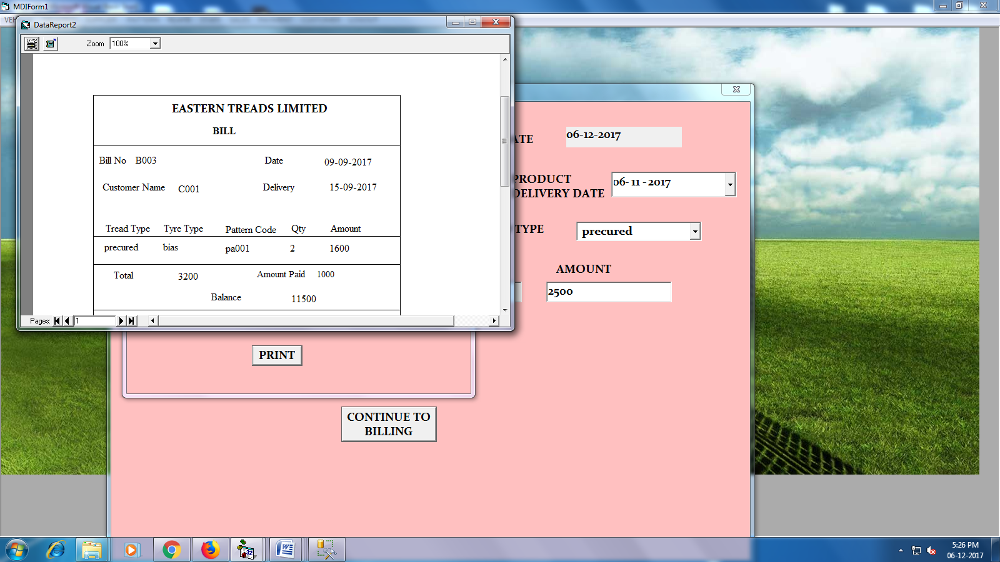 MDIForm1
DataReport2
Zoom 100%
EASTERN TREADS LIMITED
BILL
Bill No B003 Date 09-09-2017
Customer Name C001 Delivery 15-09-2017
Tread Type Tyre Type Pattern Code Qty Amount
precured bias pa001 2 1600
Total 3200 Amount Paid 1000
Balance 11500
Pages: 1
06-12-2017
PRODUCT
DELIVERY DATE
06-11-2017
TYPE precured
AMOUNT
2500
PRINT
CONTINUE TO
BILLING
32
5:26 PM
06-12-2017